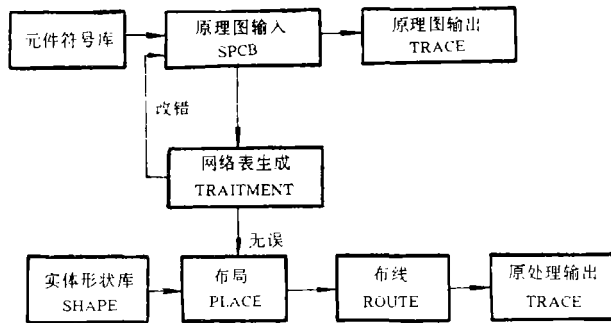 元件符号库
原理图输入
SPCB
原理图输出
TRACE
改错
网络表生成
TRAITMENT
无误
实体形状库
SHAPE
布局
PLACE
布线
ROUTE
原处理输出
TRACE